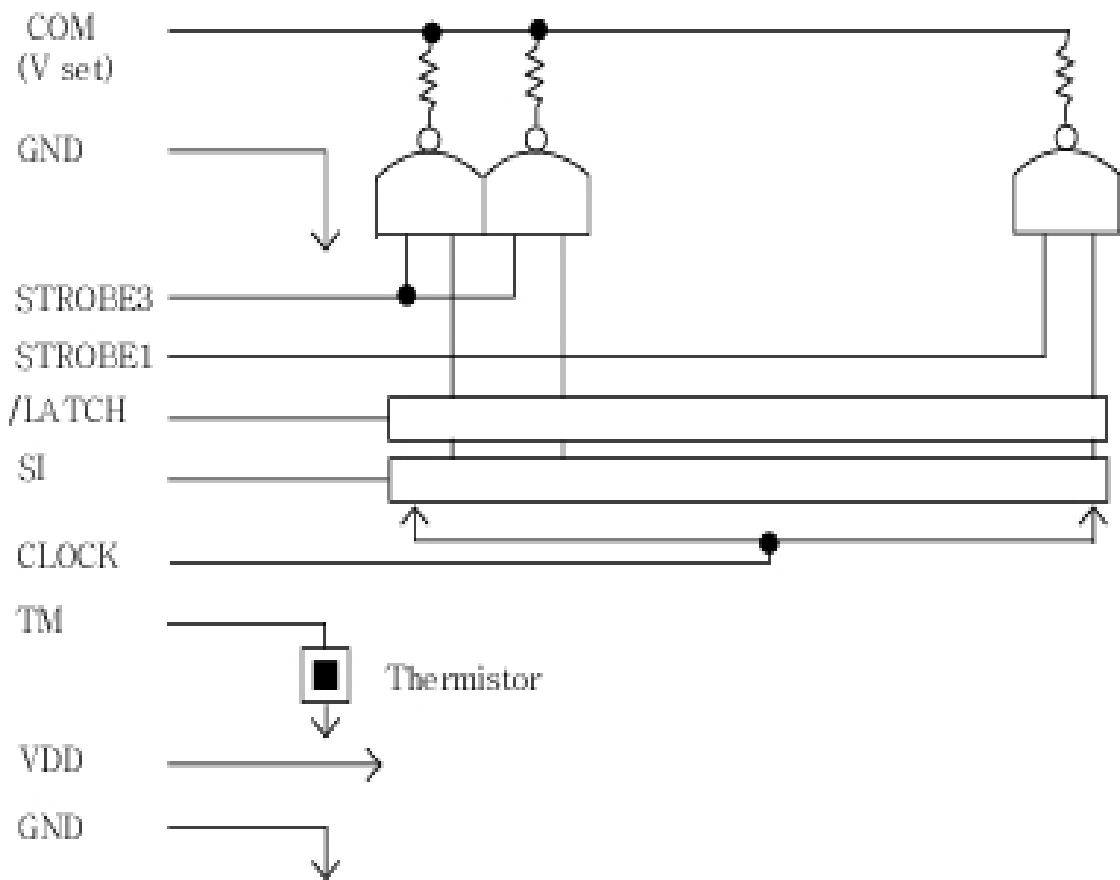 COM
(V set)
GND
STROBE3
STROBE1
/LATCH
SI
CLOCK
TM
Thermistor
VDD
GND